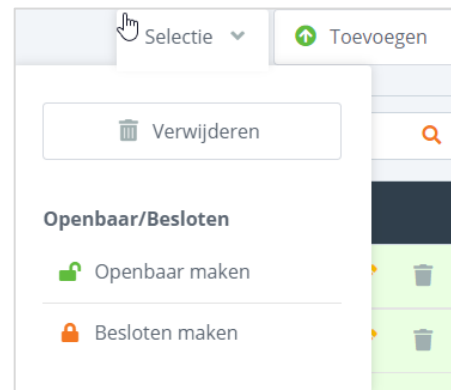 Selectie
Toevoegen
Verwijderen
Openbaar/Besloten
Openbaar maken
Besloten maken